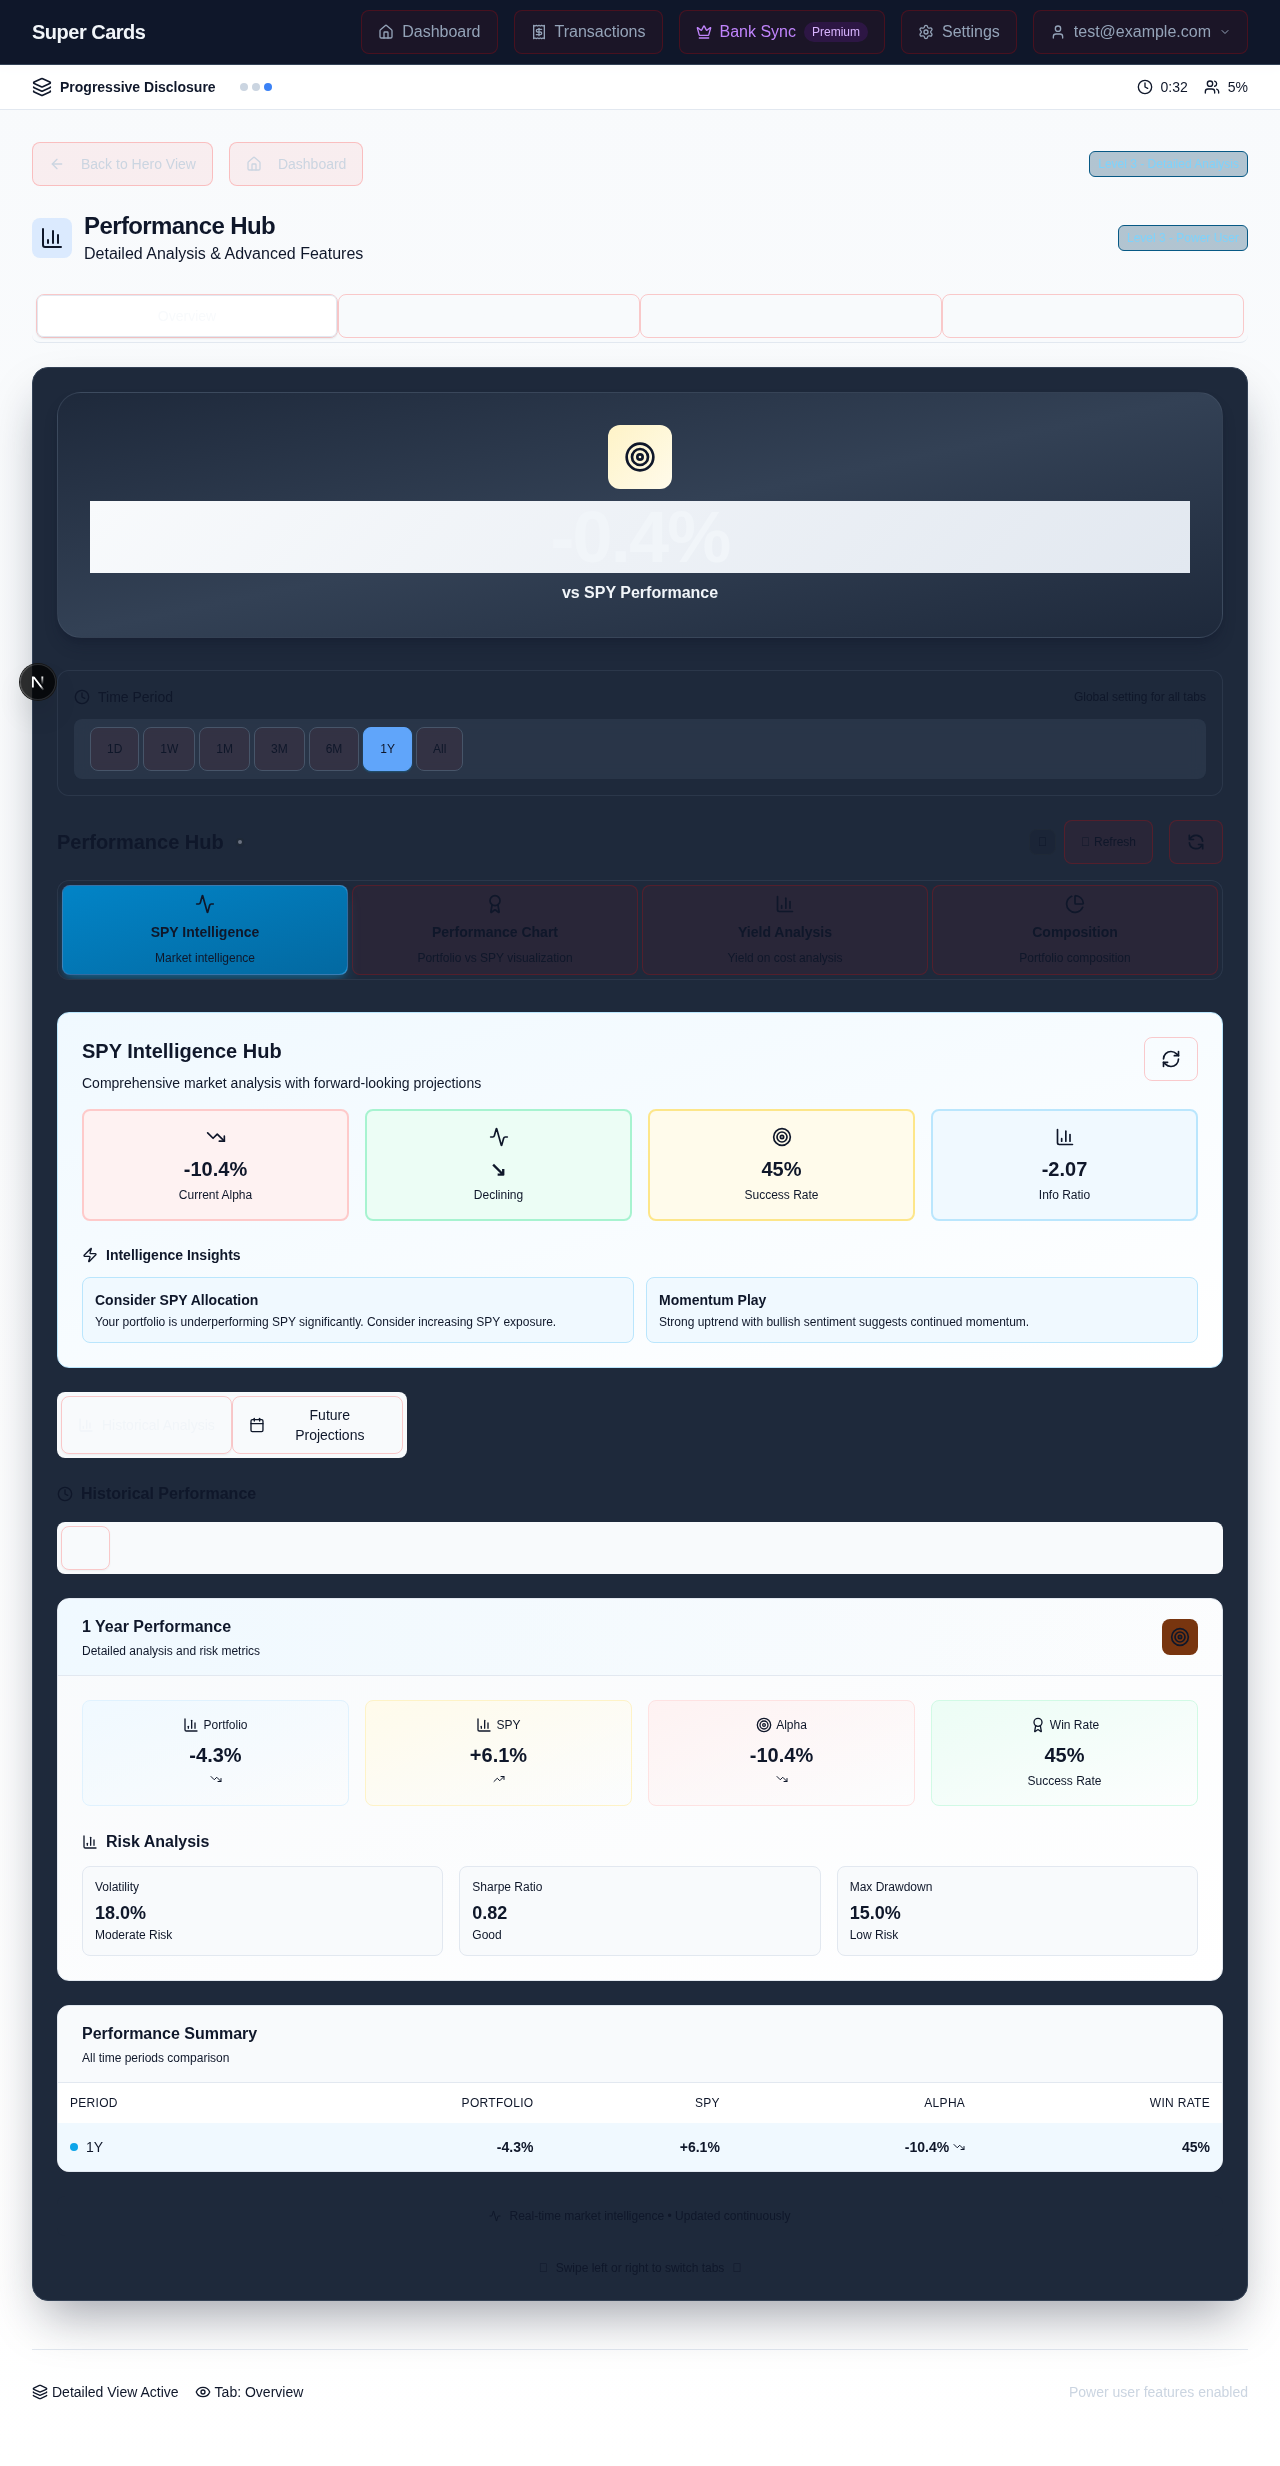 Super Cards
Dashboard
Transactions
Bank Sync Premium
Settings
test@example.com
Progressive Disclosure
0:32
5%
Back to Hero View
Dashboard
Performance Hub
Detailed Analysis & Advanced Features
Overview
-0.4%
vs SPY Performance
N
Time Period
Global setting for all tabs
1D
1W
1M
3M
6M
1Y
All
Performance Hub •
Refresh
SPY Intelligence
Market intelligence
Performance Chart
Portfolio vs SPY visualization
Yield Analysis
Yield on cost analysis
Composition
Portfolio composition
SPY Intelligence Hub
Comprehensive market analysis with forward-looking projections
-10.4%
Current Alpha
↘
Declining
45%
Success Rate
-2.07
Info Ratio
Intelligence Insights
Consider SPY Allocation
Your portfolio is underperforming SPY significantly. Consider increasing SPY exposure.
Momentum Play
Strong uptrend with bullish sentiment suggests continued momentum.
Historical Analysis
Future
Projections
Historical Performance
1 Year Performance
Detailed analysis and risk metrics
Portfolio
-4.3%
SPY
+6.1%
Alpha
-10.4%
Win Rate
45%
Success Rate
Risk Analysis
Volatility
18.0%
Moderate Risk
Sharpe Ratio
0.82
Good
Max Drawdown
15.0%
Low Risk
Performance Summary
All time periods comparison
PERIOD PORTFOLIO SPY ALPHA WIN RATE
1Y -4.3% +6.1% -10.4% 45%
Real-time market intelligence • Updated continuously
Swipe left or right to switch tabs
Detailed View Active
Tab: Overview
Power user features enabled